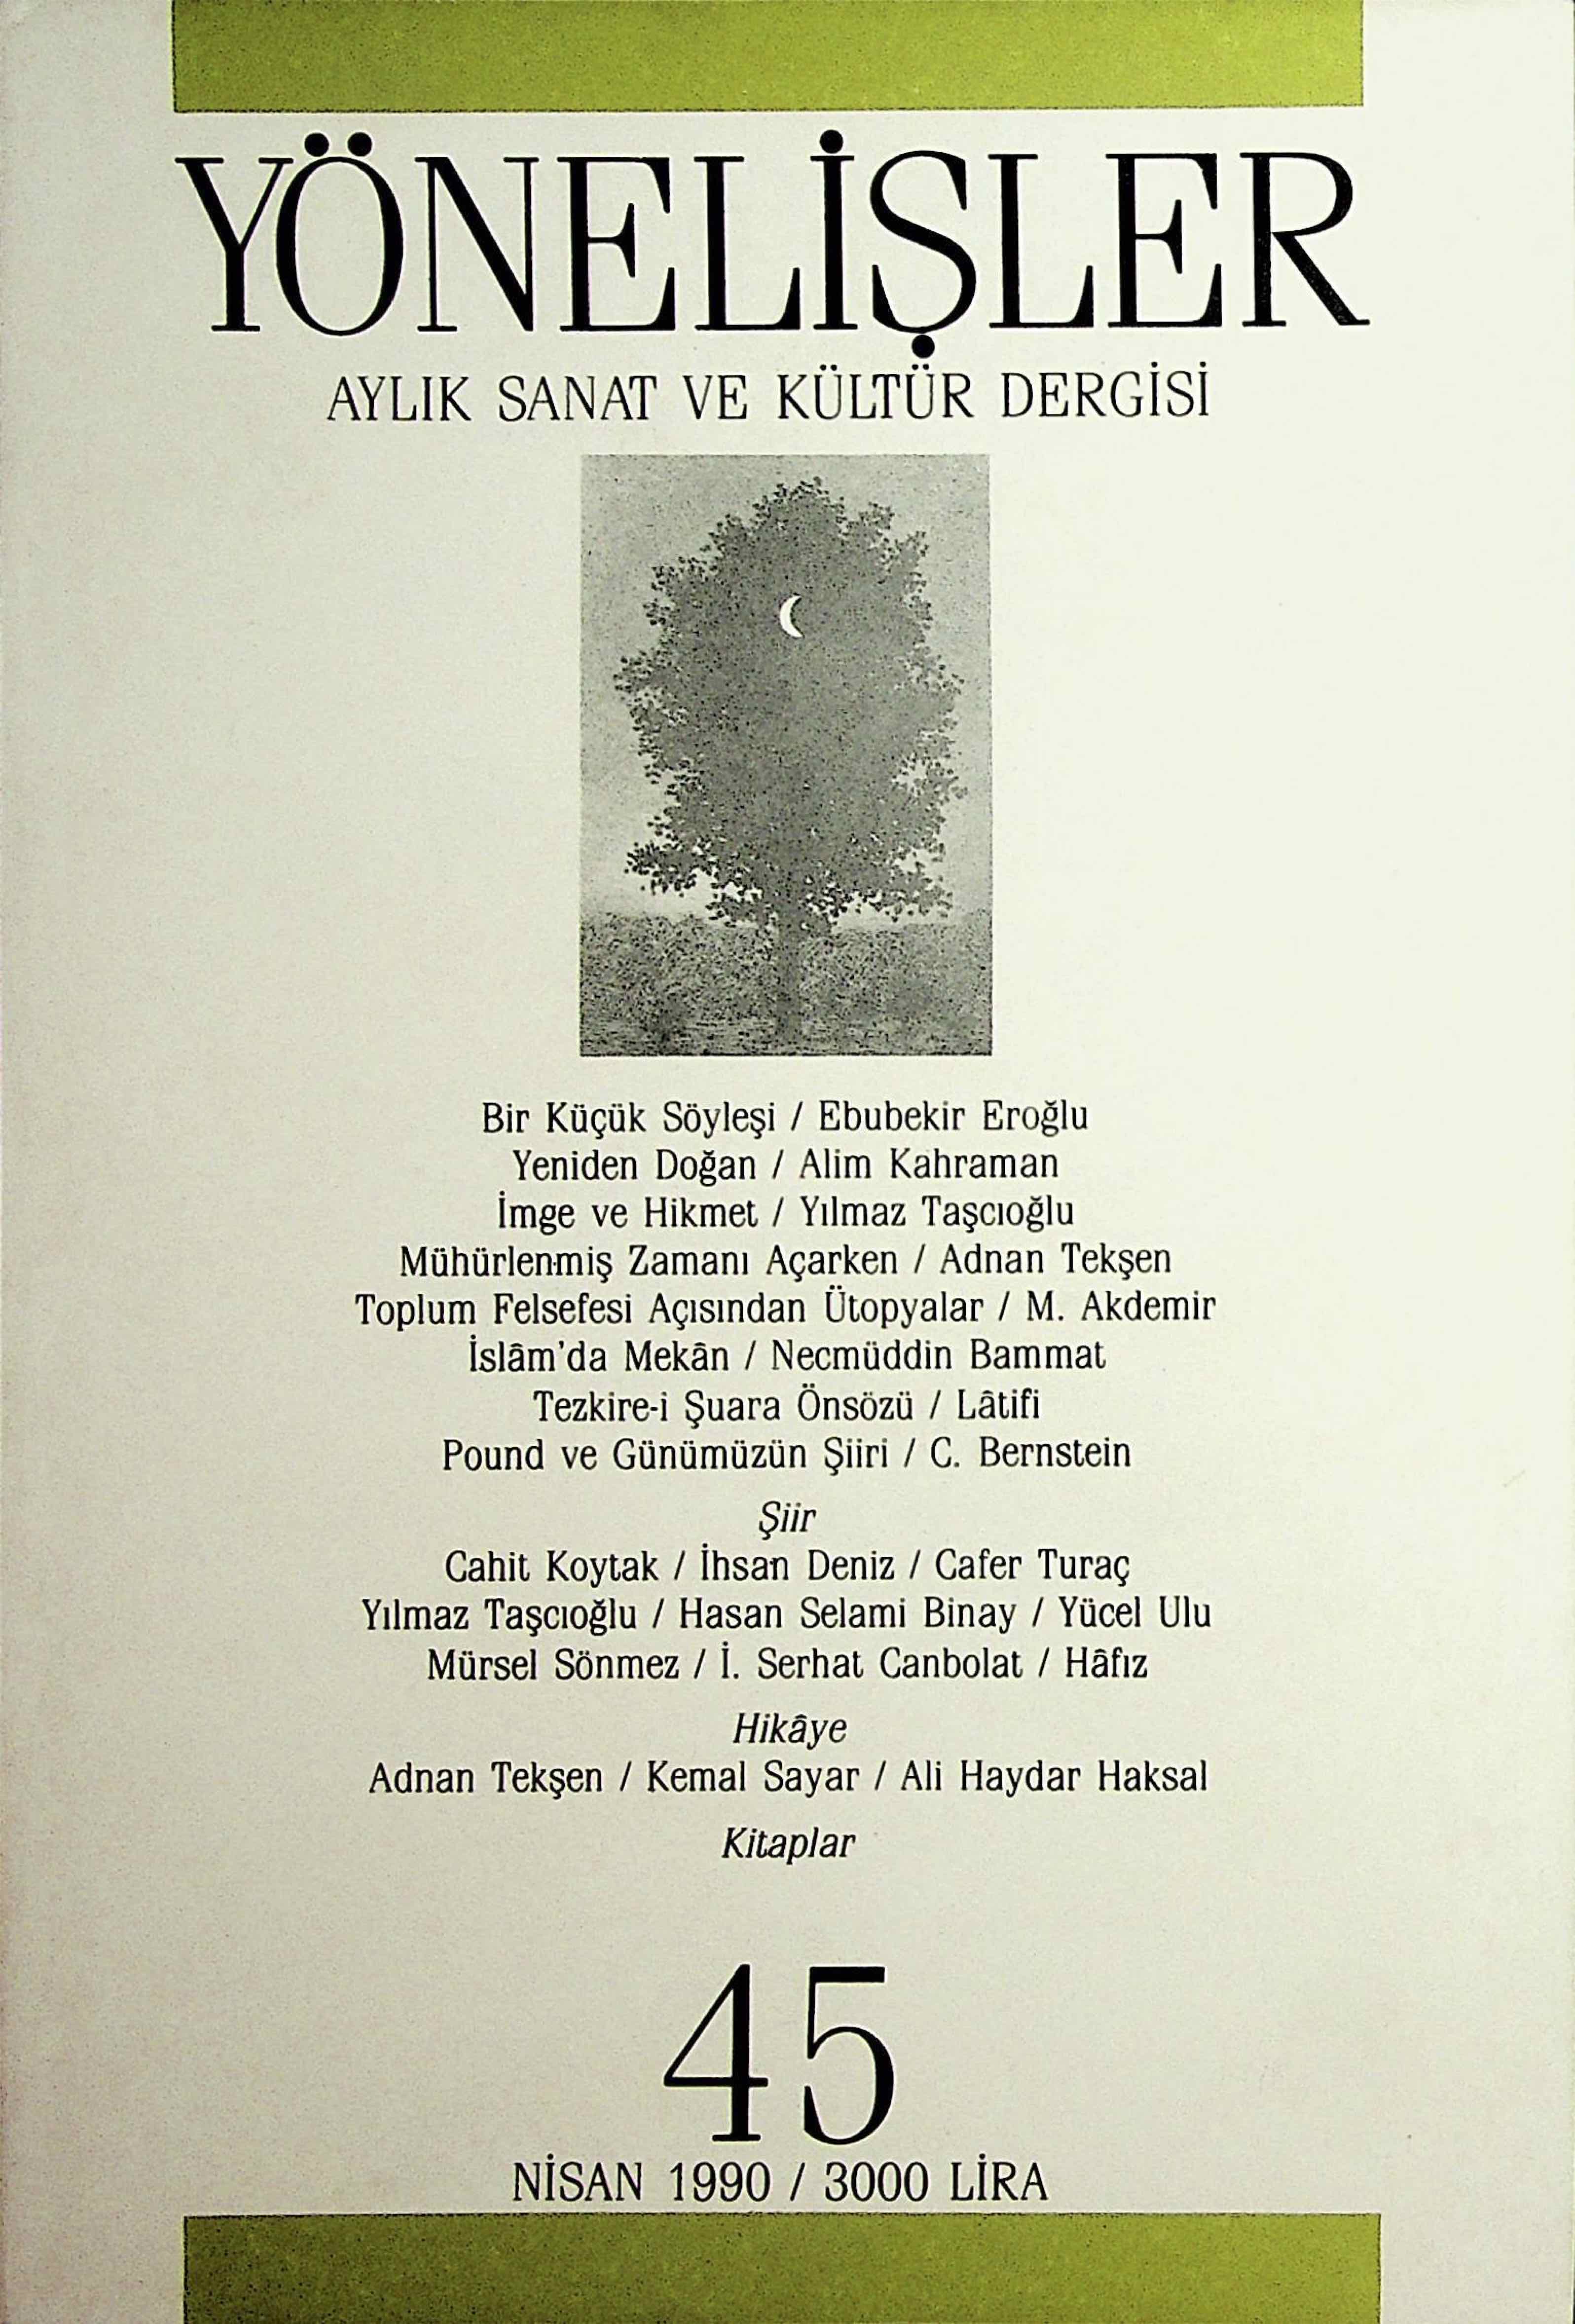 YÖNELİŞLER
AYLIK SANAT VE KÜLTÜR DERGİSİ
Bir Küçük Söyleşi / Ebubekir Eroğlu
Yeniden Doğan / Alim Kahraman
İmge ve Hikmet / Yılmaz Taşcıoğlu
Mühürlenmiş Zamanı Açarken / Adnan Tekşen
Toplum Felsefesi Açısından Ütopyalar / M. Akdemir
İslâm'da Mekân / Necmüddin Bammat
Tezkire-i Şuara Önsözü / Lâtifi
Pound ve Günümüzün Şiiri / C. Bernstein
Şiir
Cahit Koytak / İhsan Deniz / Cafer Turaç
Yılmaz Taşcıoğlu / Hasan Selami Binay / Yücel Ulu
Mürsel Sönmez / İ. Serhat Canbolat / Hâfız
Hikâye
Adnan Tekşen / Kemal Sayar / Ali Haydar Haksal
Kitaplar
45
NİSAN 1990 / 3000 LİRA